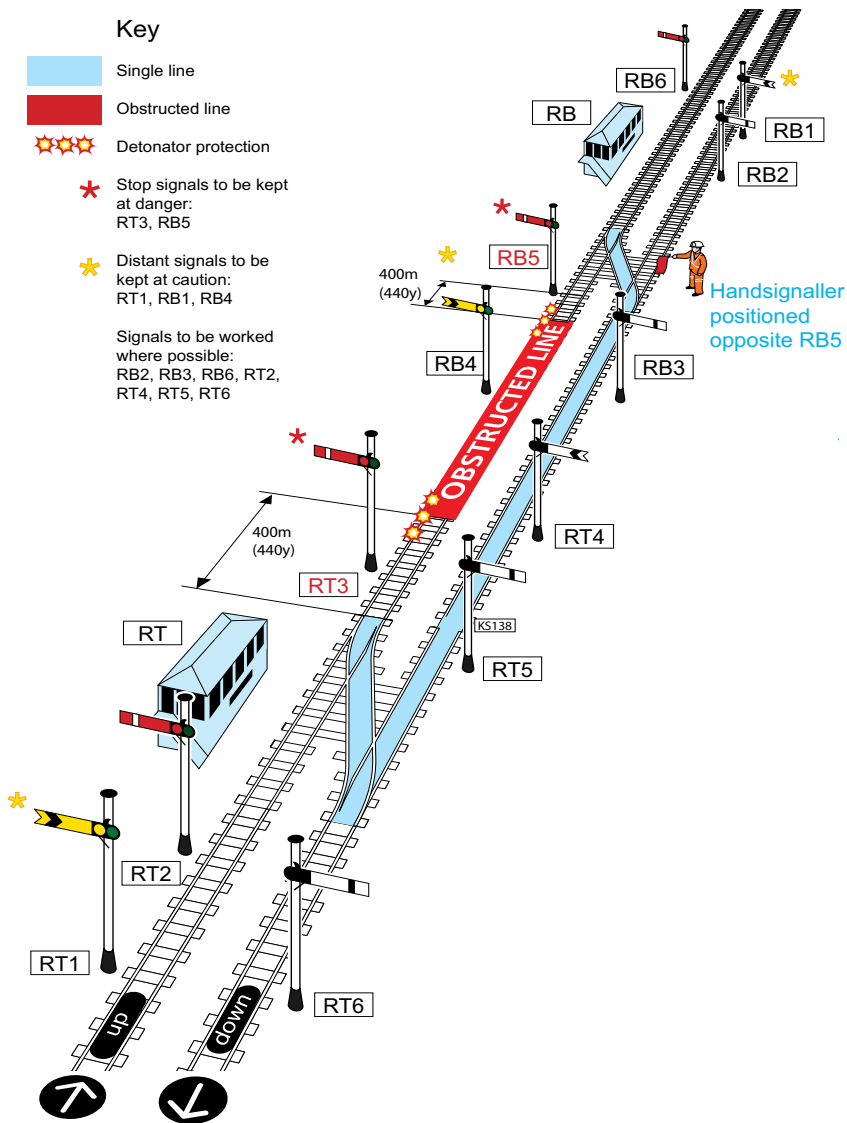 Key
Single line
Obstructed line
Detonator protection
Stop signals to be kept
at danger:
RT3, RB5
Distant signals to be
kept at caution:
RT1, RB1, RB4
Signals to be worked
where possible:
RB2, RB3, RB6, RT2,
RT4, RT5, RT6
RB6
RB
RB1
RB2
RB5
400m
(440y)
Handsignaller
positioned
opposite RB5
RB4
RB3
OBSTRUCTED LINE
RT4
400m
(440y)
RT3
KS138
RT5
RT
RT2
RT1
RT6
up
down